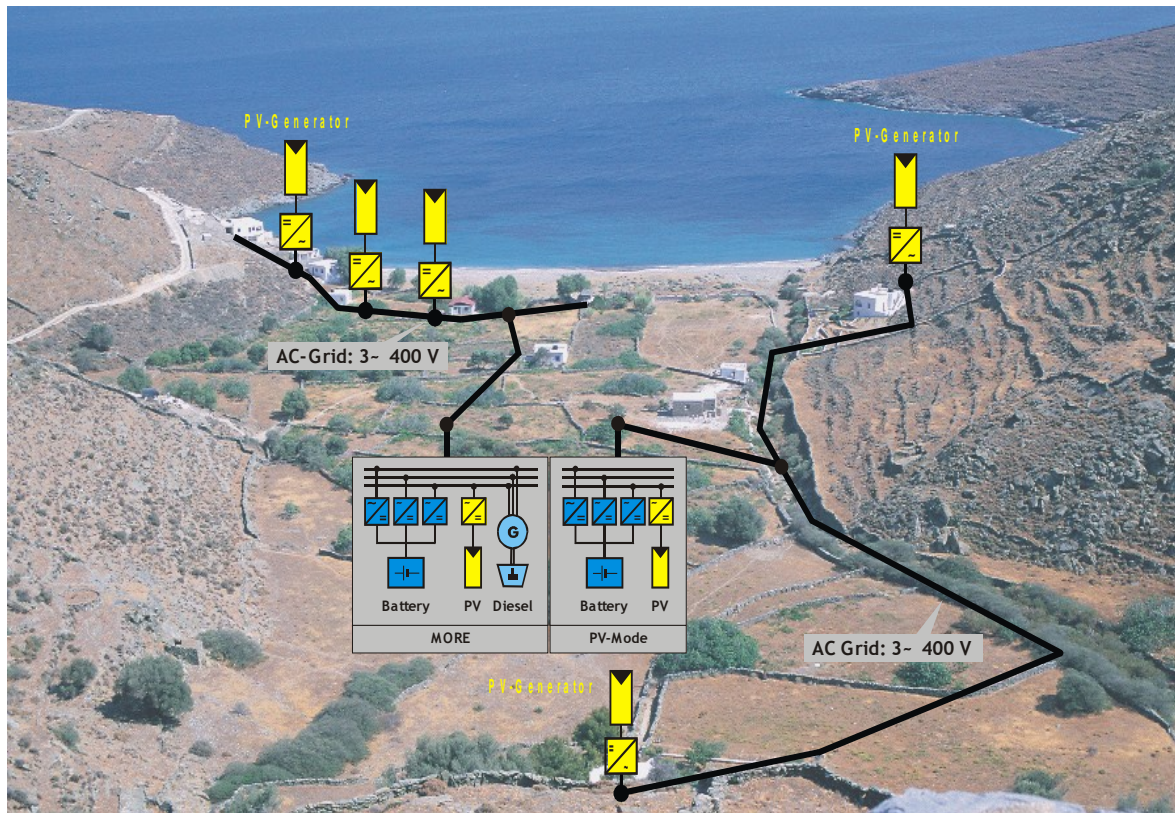 PV-Generator
PV-Generator
AC-Grid: 3~ 400 V
G
Battery PV Diesel
Battery PV
MORE
PV-Mode
AC Grid: 3~ 400 V
PV-Generator